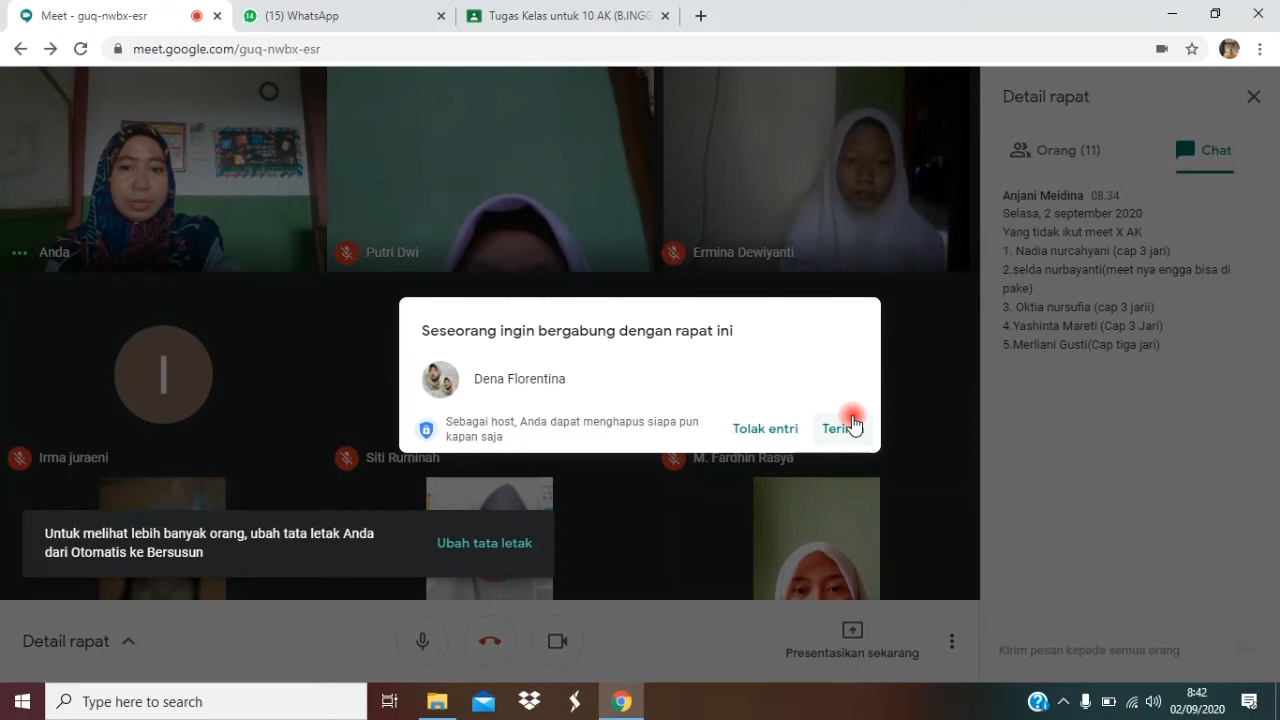 Meet - guq-nwbx-esr
(15) WhatsApp
Tugas Kelas untuk 10 AK (B.INGG
meet.google.com/guq-nwbx-esr
Detail rapat
Orang (11)
Chat
Anjani Meidina 08.34
Selasa, 2 september 2020
Yang tidak ikut meet X AK
1. Nadia nurcahyani (cap 3 jari)
2.selda nurbayanti(meet nya engga bisa di
pake)
3. Oktia nursufia (cap 3 jarii)
4.Yashinta Mareti (Cap 3 Jari)
5.Merliani Gusti(Cap tiga jari)
Anda
Putri Dwi
Ermina Dewiyanti
Seseorang ingin bergabung dengan rapat ini
Dena Florentina
Sebagai host, Anda dapat menghapus siapa pun
kapan saja
Tolak entri
I
Irma juraeni
Siti Ruminah
M. Fardhin Rasya
Untuk melihat lebih banyak orang, ubah tata letak Anda
dari Otomatis ke Bersusun
Ubah tata letak
Detail rapat
Presentasikan sekarang
Kirim pesan kepada semua orang
Type here to search
8:42
02/09/2020